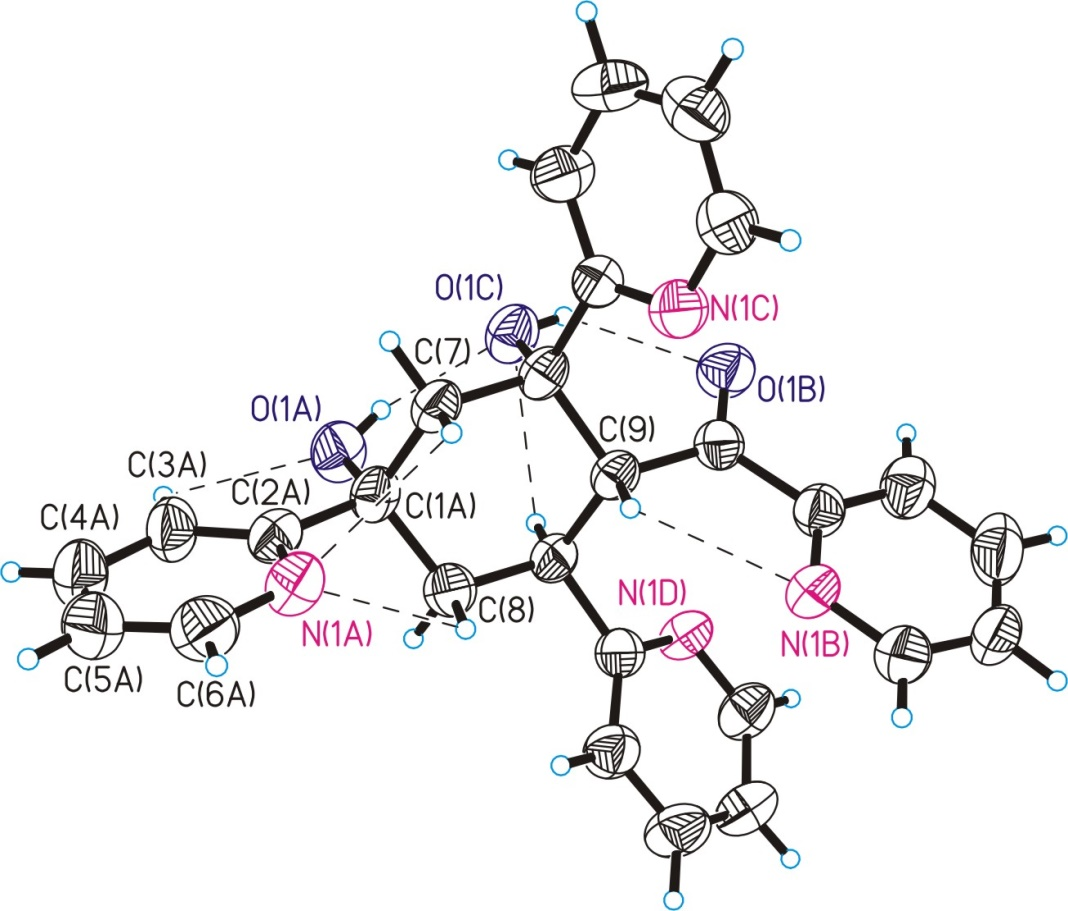 O(1C)
N(1C)
C(7)
O(1B)
O(1A)
C(9)
C(3A)
C(2A)
C(1A)
C(4A)
N(1D)
C(8)
N(1A)
N(1B)
C(5A)
C(6A)